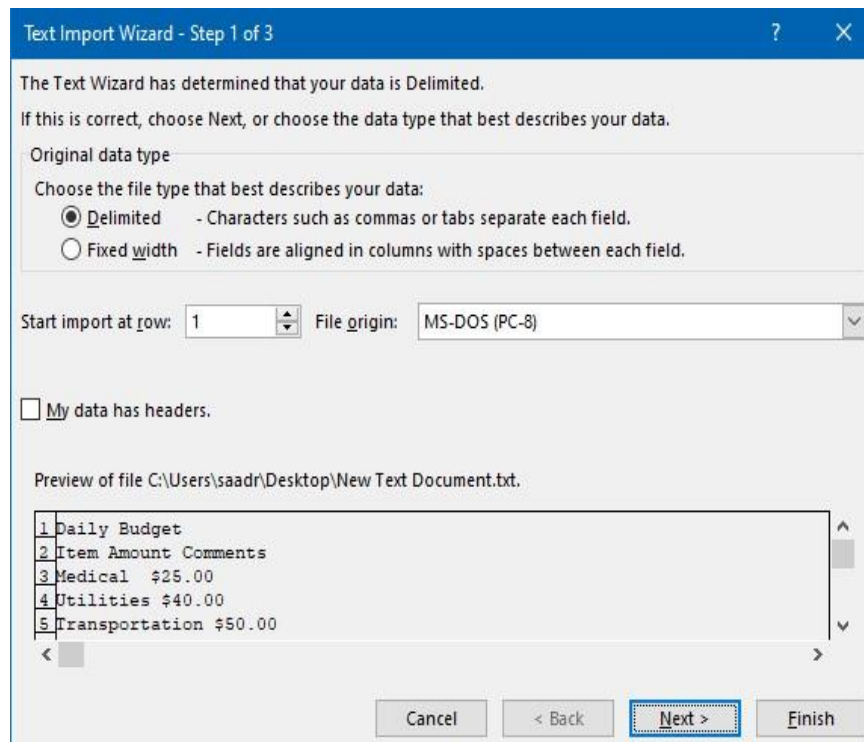 Text Import Wizard - Step 1 of 3 ?
The Text Wizard has determined that your data is Delimited.
If this is correct, choose Next, or choose the data type that best describes your data.
Original data type
Choose the file type that best describes your data:
Delimited - Characters such as commas or tabs separate each field.
Fixed width - Fields are aligned in columns with spaces between each field.
Start import at row: 1 File origin: MS-DOS (PC-8)
My data has headers.
Preview of file C:\Users\saadr\Desktop\New Text Document.txt.
1 Daily Budget
2 Item Amount Comments
3 Medical  $25.00
4 Utilities $40.00
5 Transportation $50.00
Cancel < Back Next > Finish